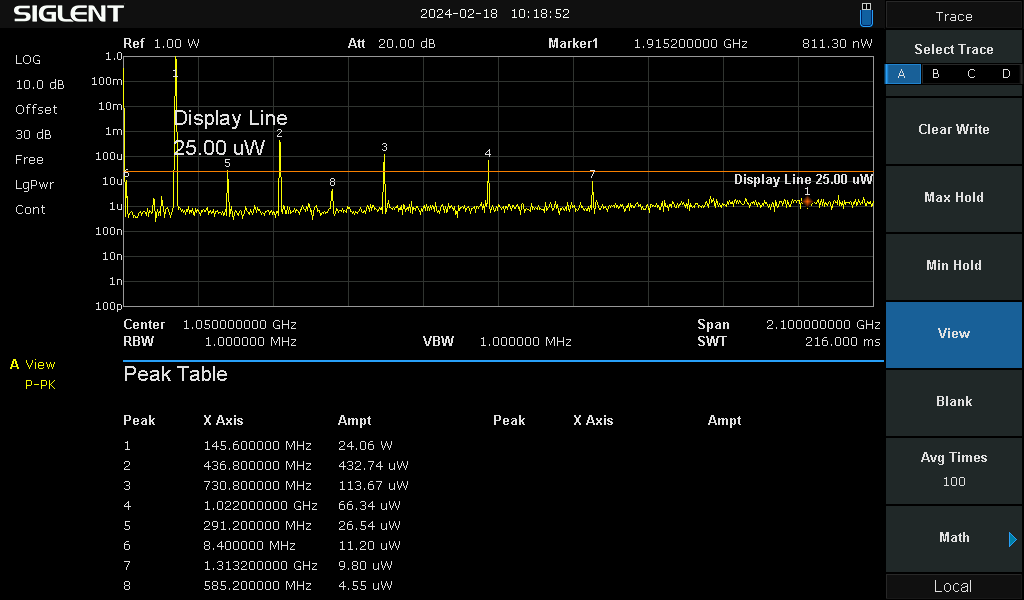 SIGLENT 2024-02-18 10:18:52
Trace
Ref 1.00 W Att 20.00 dB Marker1 1.915200000 GHz 811.30 nW
Select Trace
A B C D
LOG
10.0 dB
Offset
30 dB
Free
LgPwr
Cont
1.0
100m
10m
1m
100u
10u
1u
100n
10n
1n
100p
1
Display Line
25.00 uW
2
3
4
5
6
7
8
Display Line 25.00 uW
1
Center 1.050000000 GHz Span 2.100000000 GHz
RBW 1.000000 MHz VBW 1.000000 MHz SWT 216.000 ms
A View
P-PK
Peak Table
Peak X Axis Ampt Peak X Axis Ampt
1 145.600000 MHz 24.06 W
2 436.800000 MHz 432.74 uW
3 730.800000 MHz 113.67 uW
4 1.022000000 GHz 66.34 uW
5 291.200000 MHz 26.54 uW
6 8.400000 MHz 11.20 uW
7 1.313200000 GHz 9.80 uW
8 585.200000 MHz 4.55 uW
Clear Write
Max Hold
Min Hold
View
Blank
Avg Times
100
Math
Local